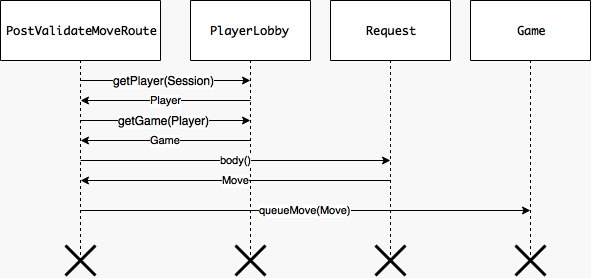 PostValidateMoveRoute
PlayerLobby
Request
Game
getPlayer(Session)
Player
getGame(Player)
Game
body()
Move
queueMove(Move)